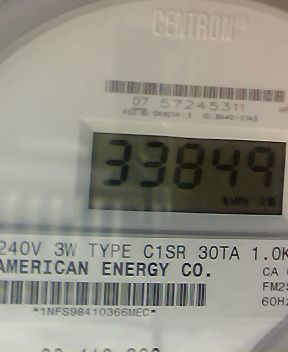 CENTRON®
07 57245311
33849
kWh
240V 3W TYPE C1SR 30TA 1.0K
AMERICAN ENERGY CO.
CA
FM2S
60Hz
*1NFS98410366MEC*